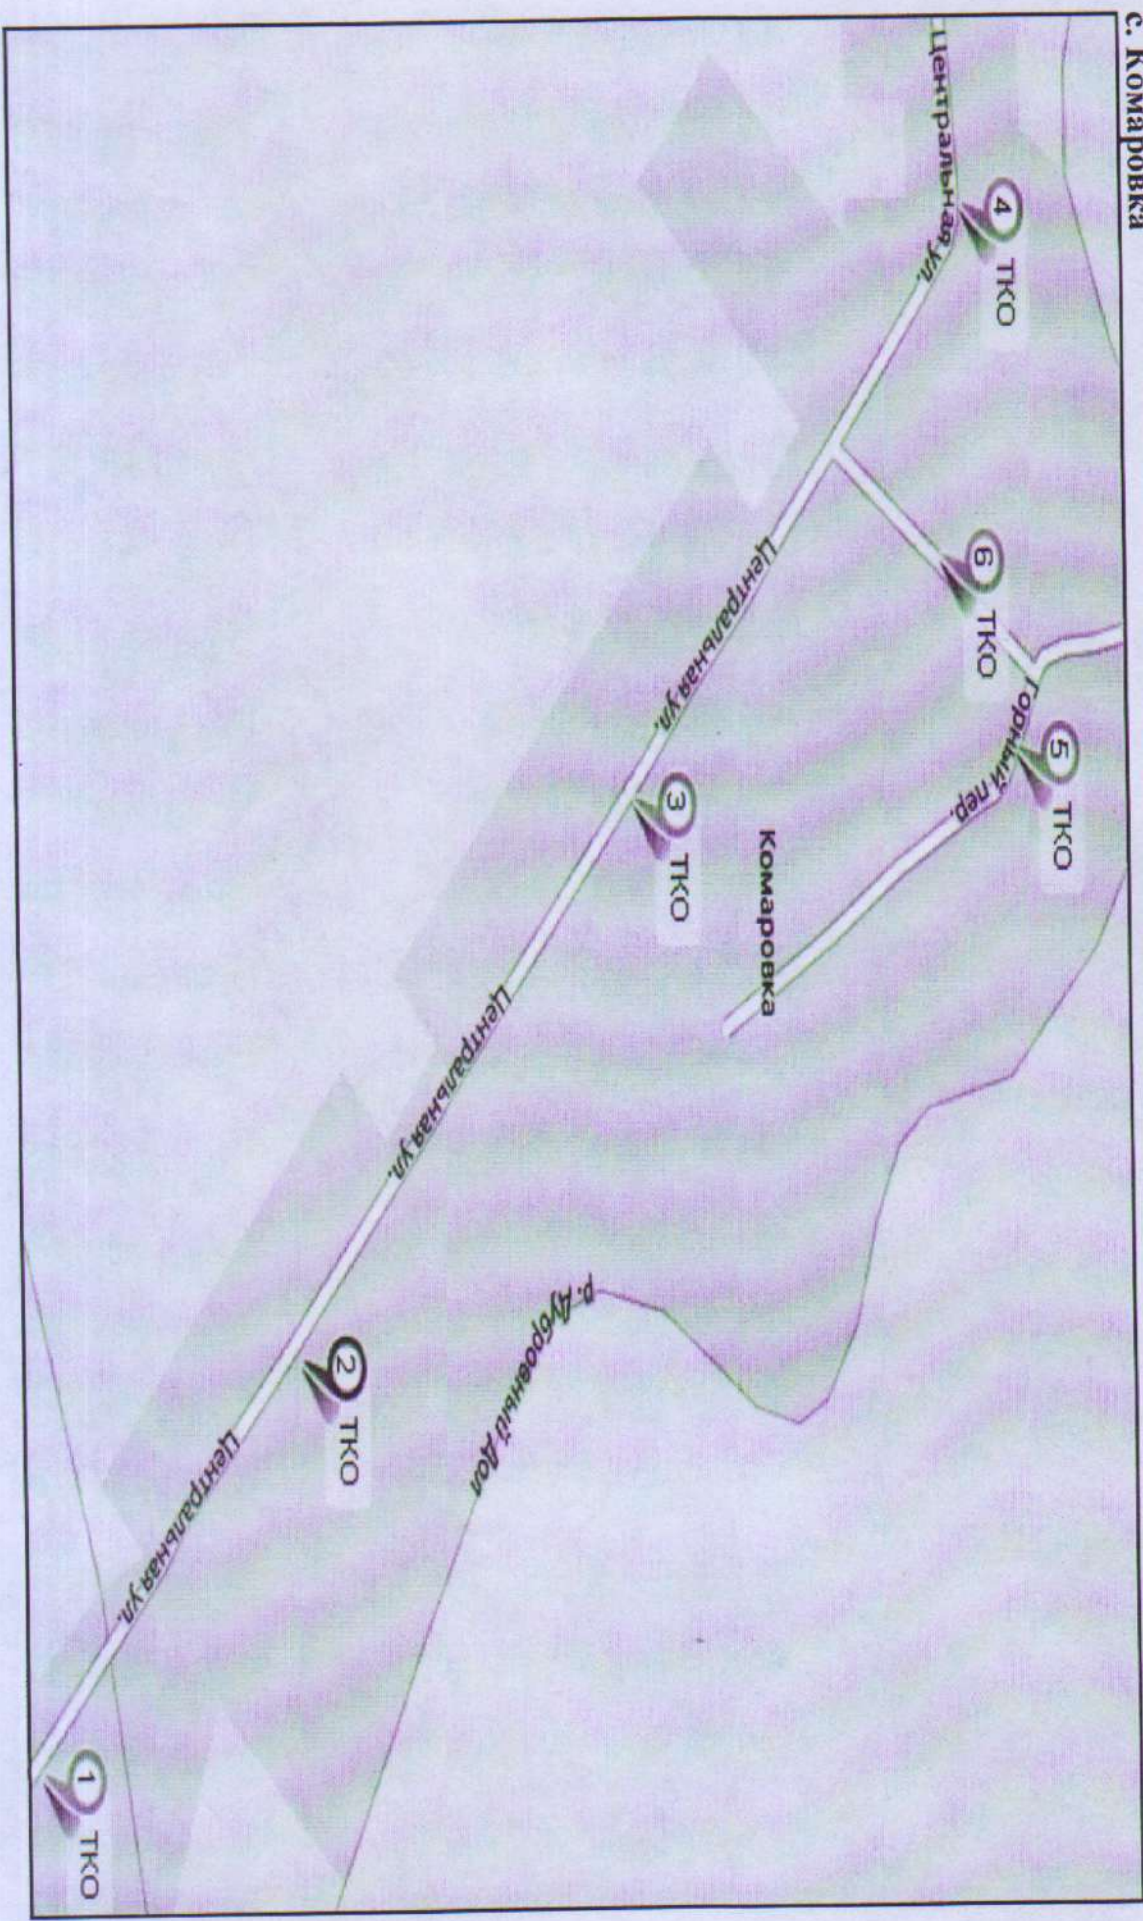 с. Комаровка
Центральная ул.
4 ТКО
6 ТКО
Горный пер.
5 ТКО
Центральная ул.
3 ТКО
Комаровка
Центральная ул.
р. Дубровный Дол
2 ТКО
Центральная ул.
1 ТКО